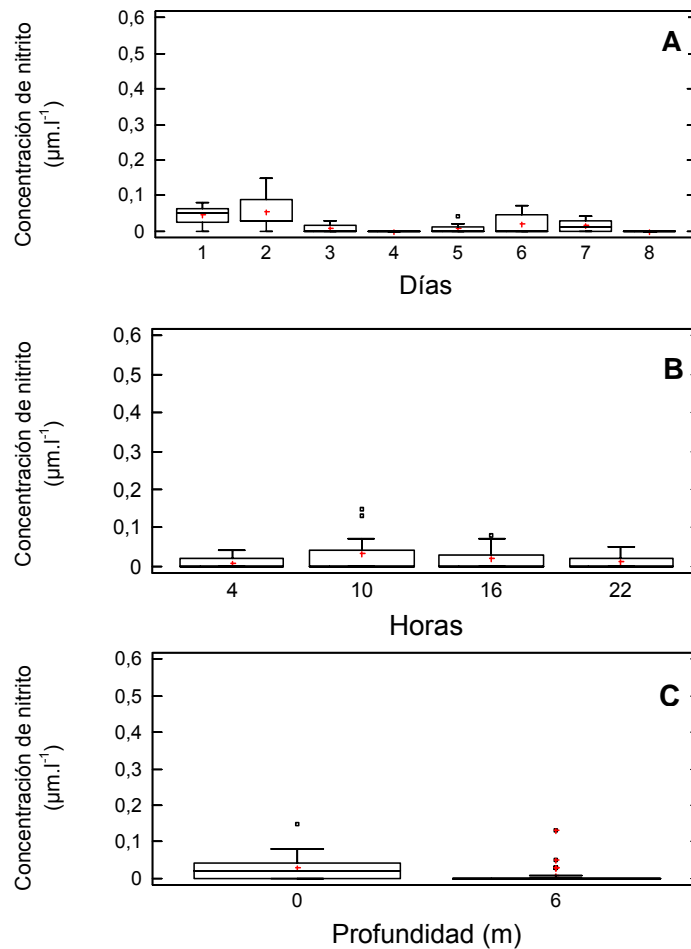 0,6
A
0,5
0,4
0,3
0,2
0,1
0
Concentración de nitrito
(µm.l-1)
1 2 3 4 5 6 7 8
Días
0,6
B
0,5
0,4
0,3
0,2
0,1
0
Concentración de nitrito
(µm.l-1)
4 10 16 22
Horas
0,6
C
0,5
0,4
0,3
0,2
0,1
0
Concentración de nitrito
(µm.l-1)
0 6
Profundidad (m)